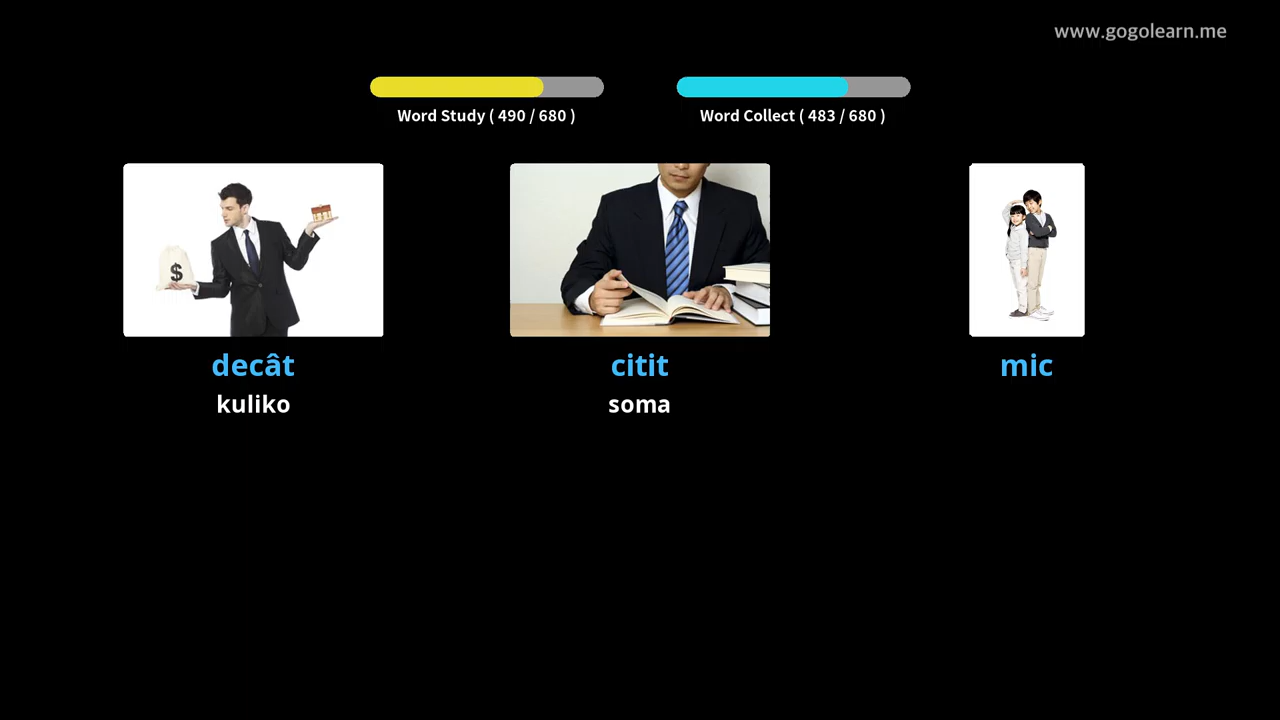 www.gogolearn.me
Word Study ( 490 / 680 )
Word Collect ( 483 / 680 )
$
decât
citit
mic
kuliko
soma